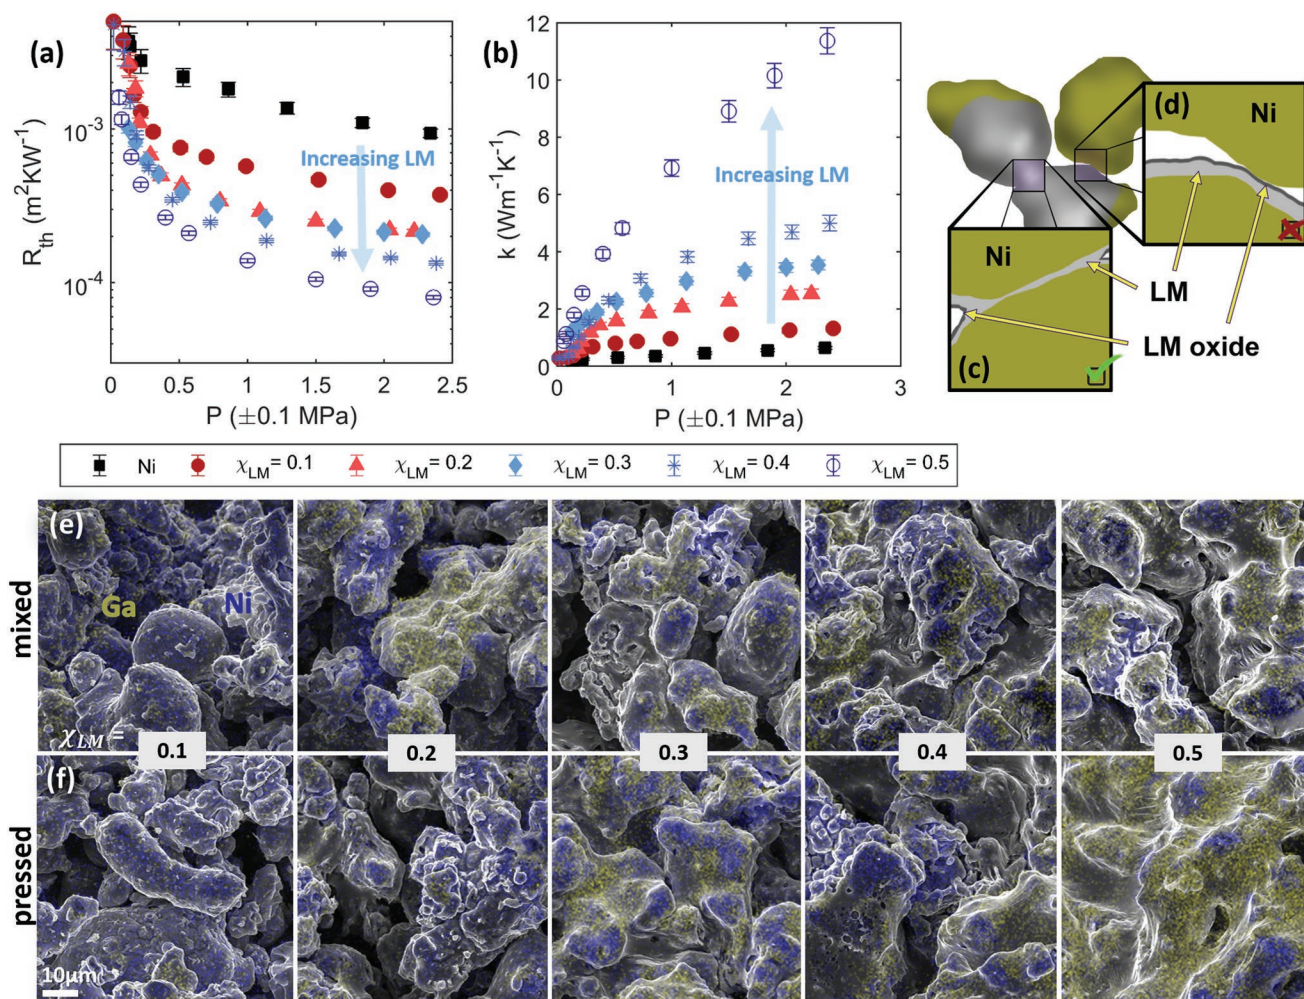 (a)
R_th (m²KW⁻¹)
10⁻³
10⁻⁴
Increasing LM
0 0.5 1 1.5 2 2.5
P (±0.1 MPa)
(b)
k (Wm⁻¹K⁻¹)
12
10
8
6
4
2
0
Increasing LM
0 1 2 3
P (±0.1 MPa)
(d)
Ni
Ni
LM
LM oxide
(c)
Ni χ_LM= 0.1 χ_LM= 0.2 χ_LM= 0.3 χ_LM= 0.4 χ_LM= 0.5
(e)
mixed
Ga Ni
χ_LM = 0.1 0.2 0.3 0.4 0.5
(f)
pressed
10μm